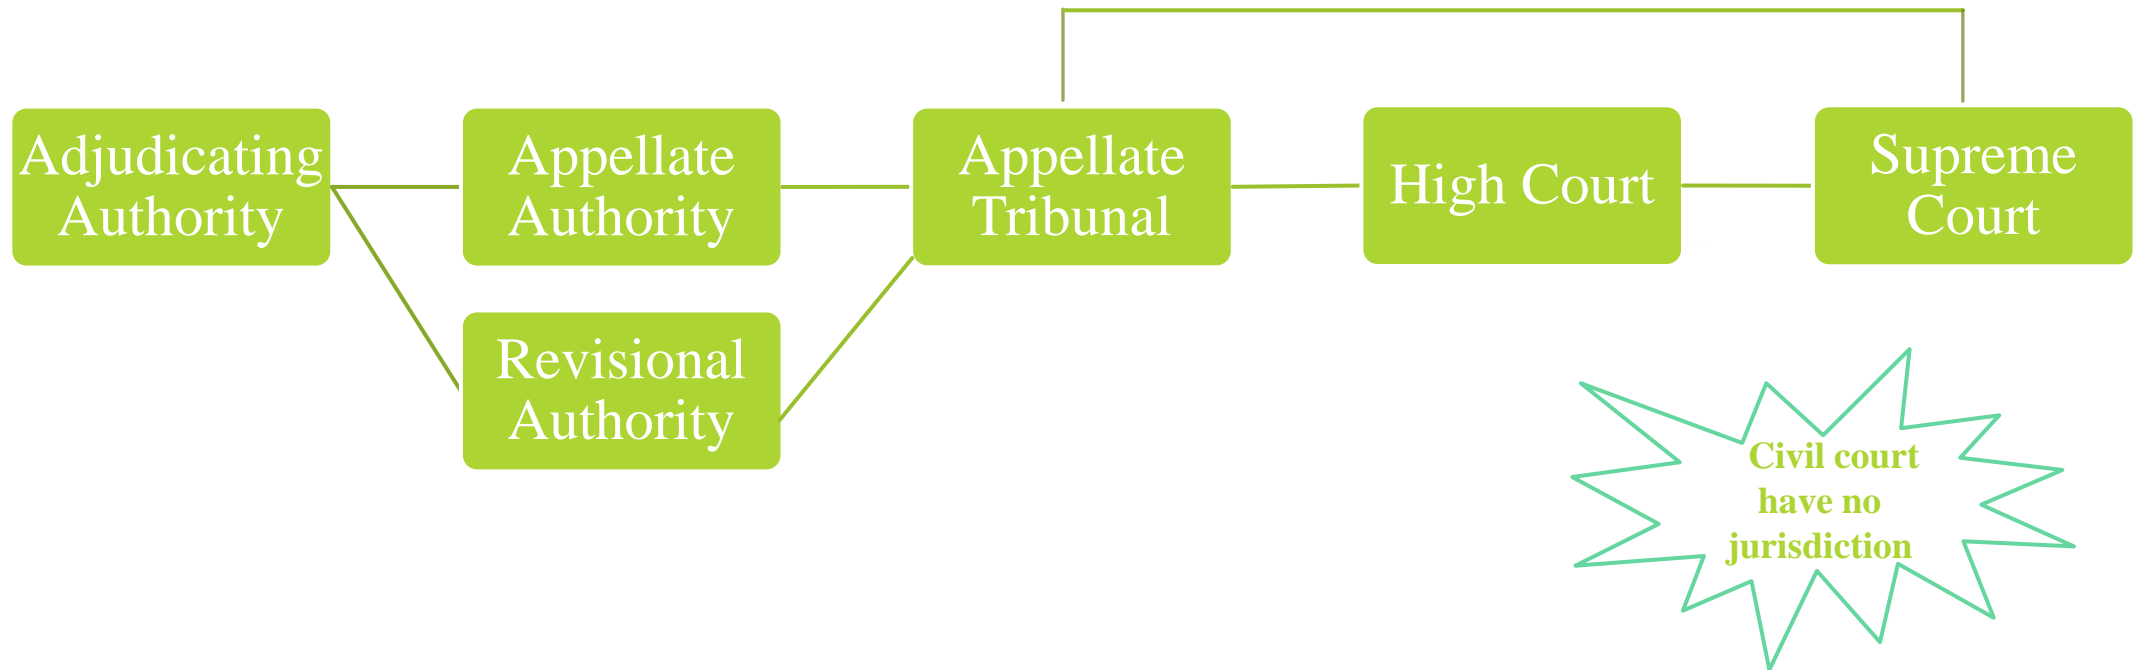 Adjudicating
Authority
Appellate
Authority
Appellate
Tribunal
High Court
Supreme
Court
Revisional
Authority
Civil court
have no
jurisdiction